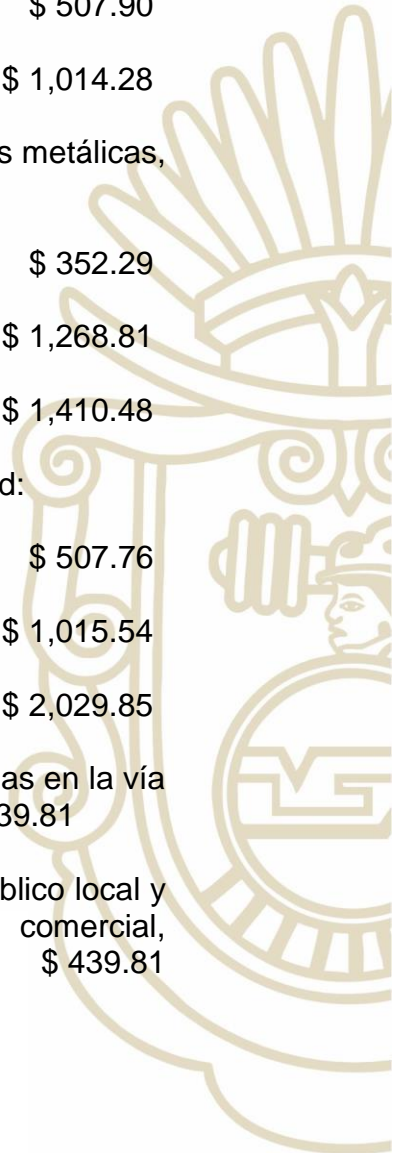 $ 507.90
$ 1,014.28
s metálicas,
$ 352.29
$ 1,268.81
$ 1,410.48
d:
$ 507.76
$ 1,015.54
$ 2,029.85
as en la vía
39.81
blico local y
comercial,
$ 439.81